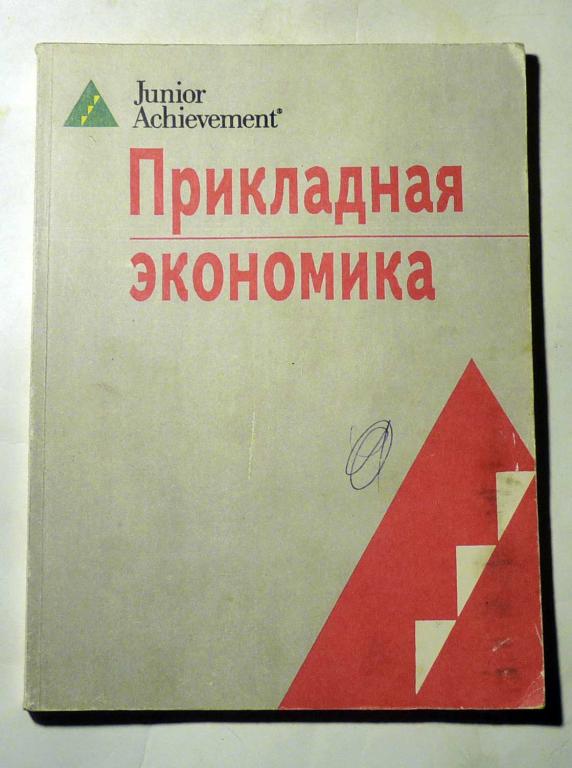 Junior
Achievement®
Прикладная
экономика